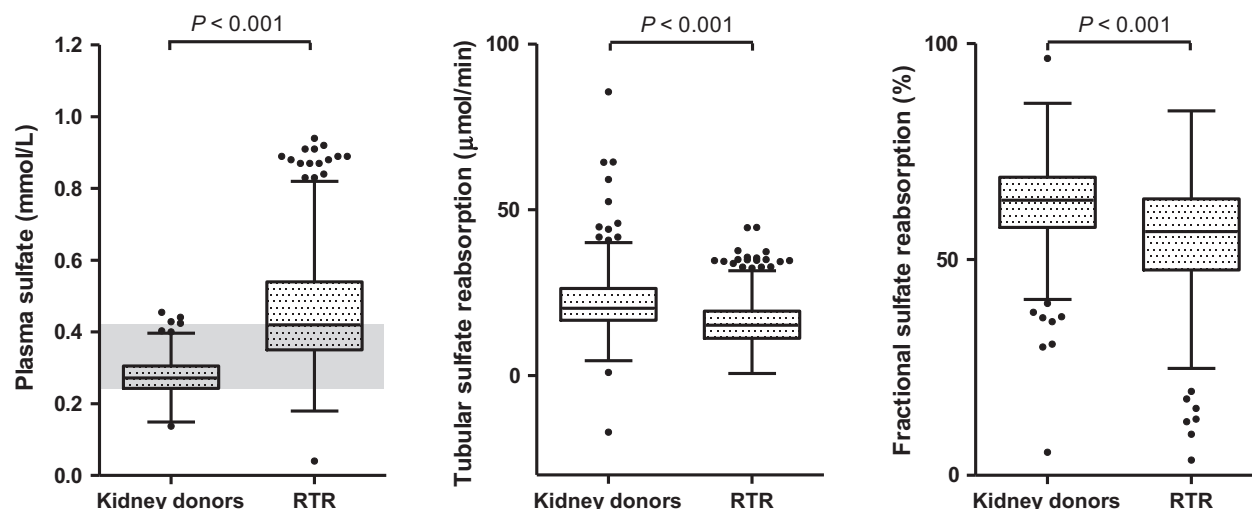 P < 0.001
Plasma sulfate (mmol/L)
1.2
1.0
0.8
0.6
0.4
0.2
0.0
Kidney donors
RTR
P < 0.001
Tubular sulfate reabsorption (μmol/min)
100
50
0
Kidney donors
RTR
P < 0.001
Fractional sulfate reabsorption (%)
100
50
0
Kidney donors
RTR